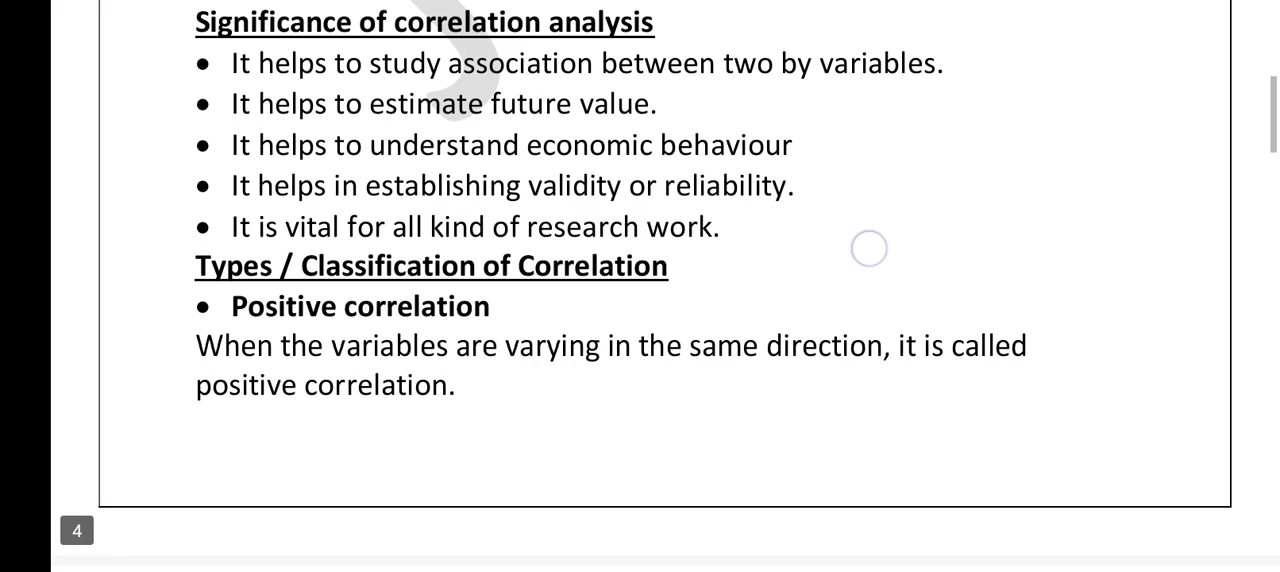 Significance of correlation analysis
• It helps to study association between two by variables.
• It helps to estimate future value.
• It helps to understand economic behaviour
• It helps in establishing validity or reliability.
• It is vital for all kind of research work.
Types / Classification of Correlation
• Positive correlation
When the variables are varying in the same direction, it is called
positive correlation.
4